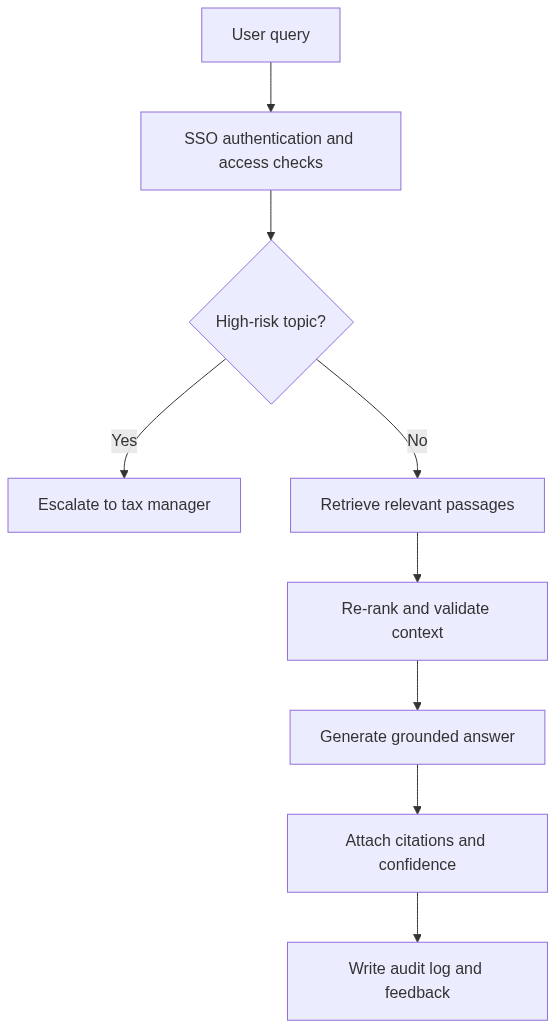 User query
SSO authentication and
access checks
High-risk topic?
Yes
No
Escalate to tax manager
Retrieve relevant passages
Re-rank and validate
context
Generate grounded answer
Attach citations and
confidence
Write audit log and
feedback